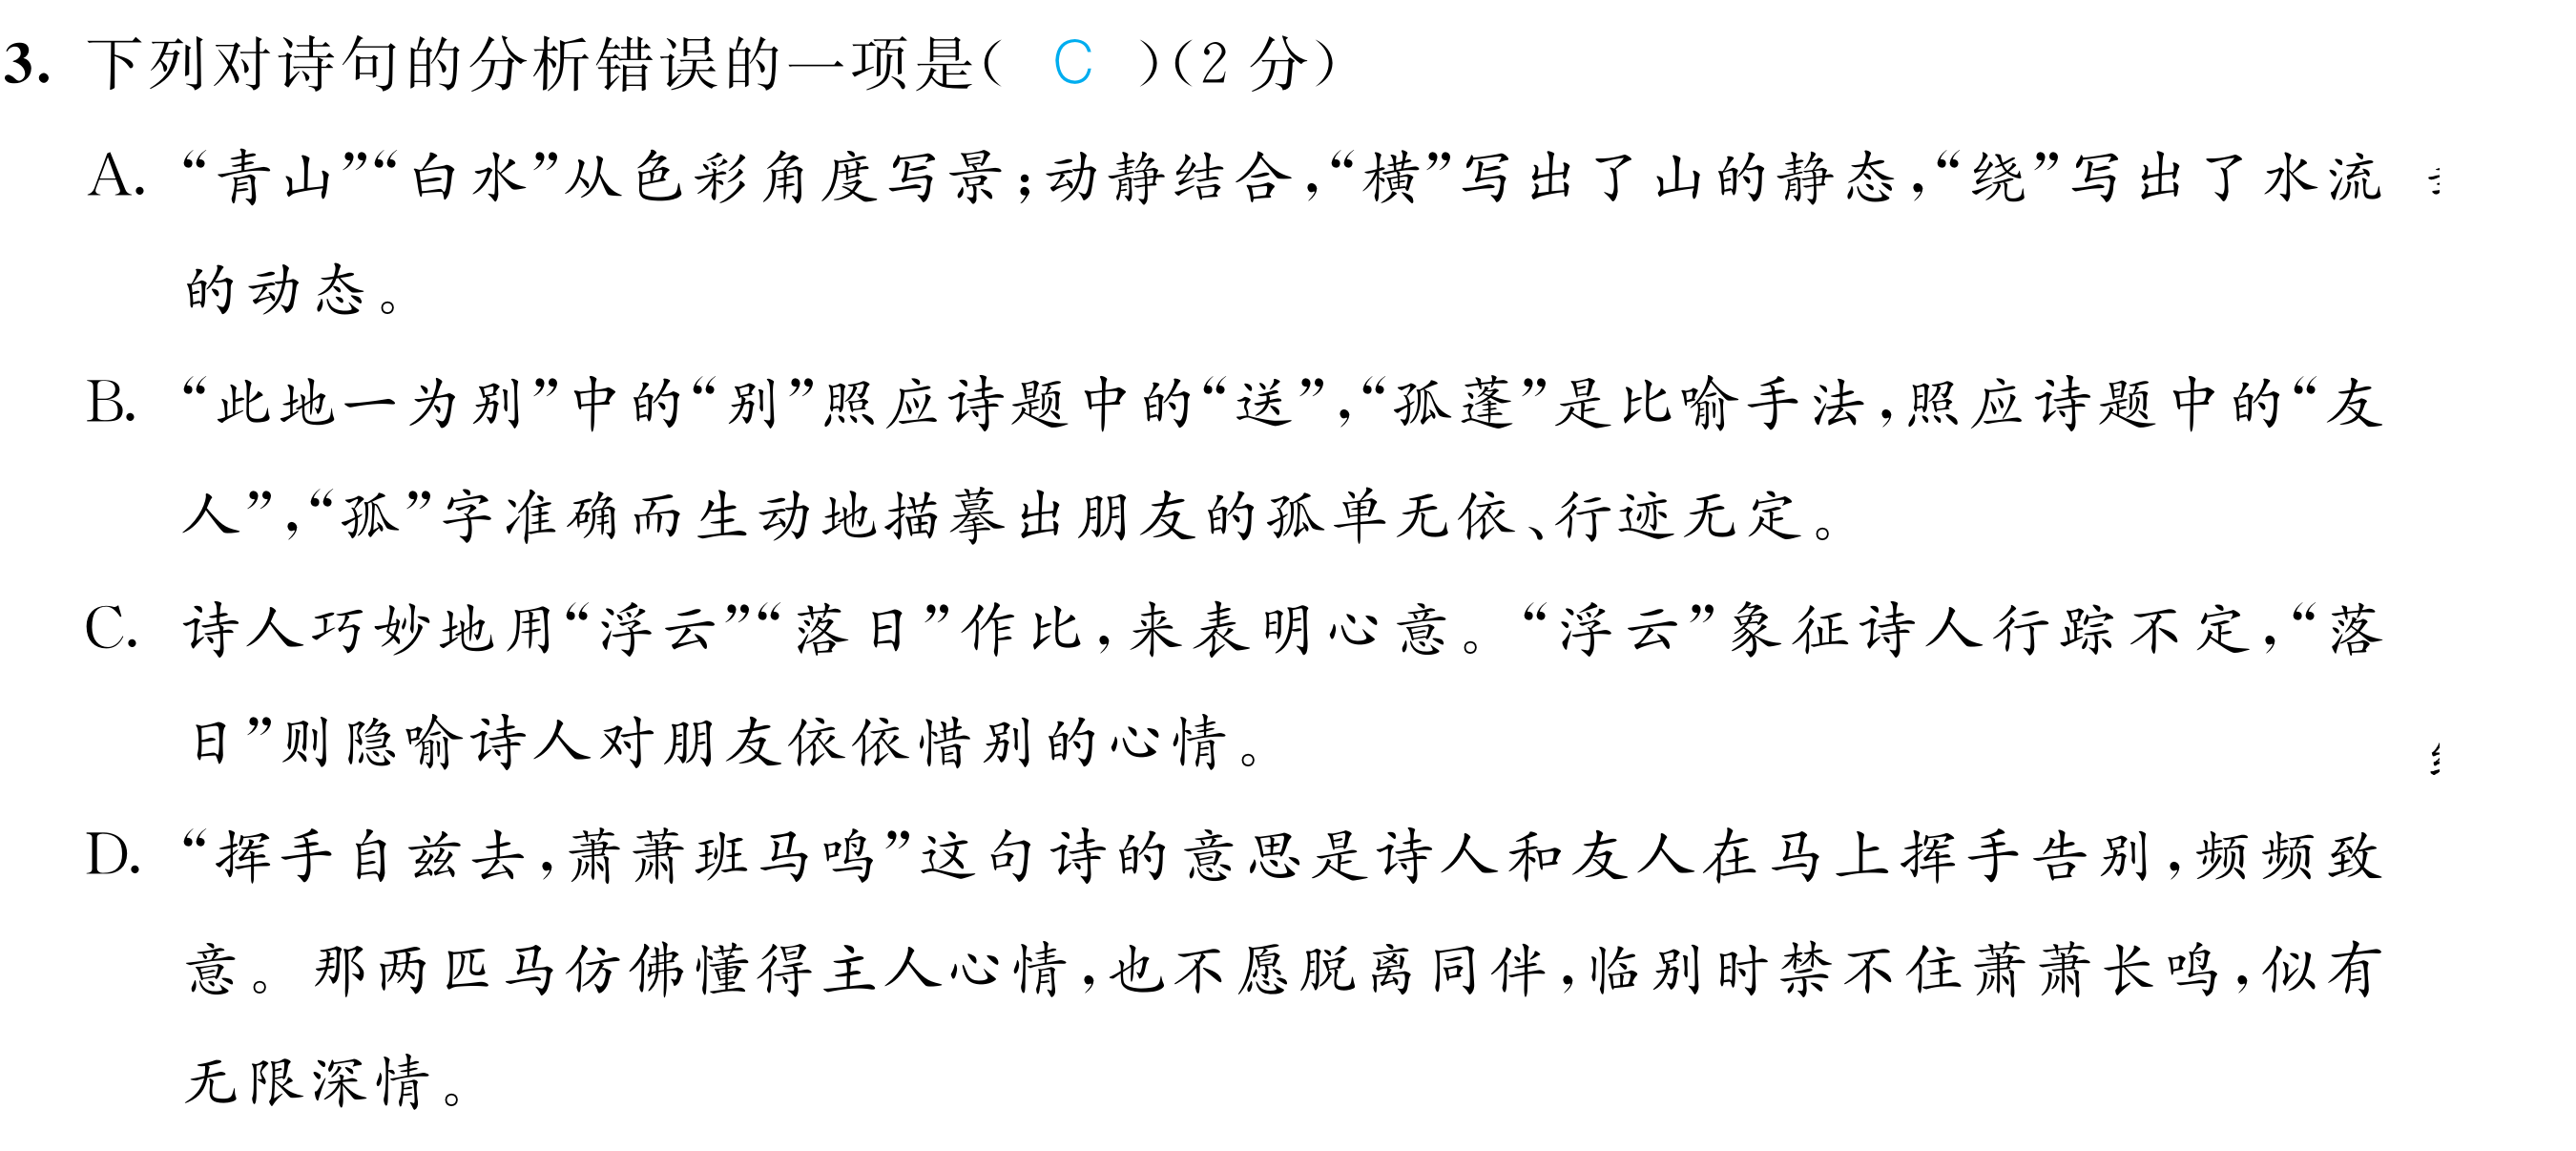 3. 下列对诗句的分析错误的一项是( C )(2 分)
A. “青山”“白水”从色彩角度写景;动静结合,“横”写出了山的静态,“绕”写出了水流
的动态。
B. “此地一为别”中的“别”照应诗题中的“送”,“孤蓬”是比喻手法,照应诗题中的“友
人”,“孤”字准确而生动地描摹出朋友的孤单无依、行迹无定。
C. 诗人巧妙地用“浮云”“落日”作比,来表明心意。“浮云”象征诗人行踪不定,“落
日”则隐喻诗人对朋友依依惜别的心情。
D. “挥手自兹去,萧萧班马鸣”这句诗的意思是诗人和友人在马上挥手告别,频频致
意。那两匹马仿佛懂得主人心情,也不愿脱离同伴,临别时禁不住萧萧长鸣,似有
无限深情。